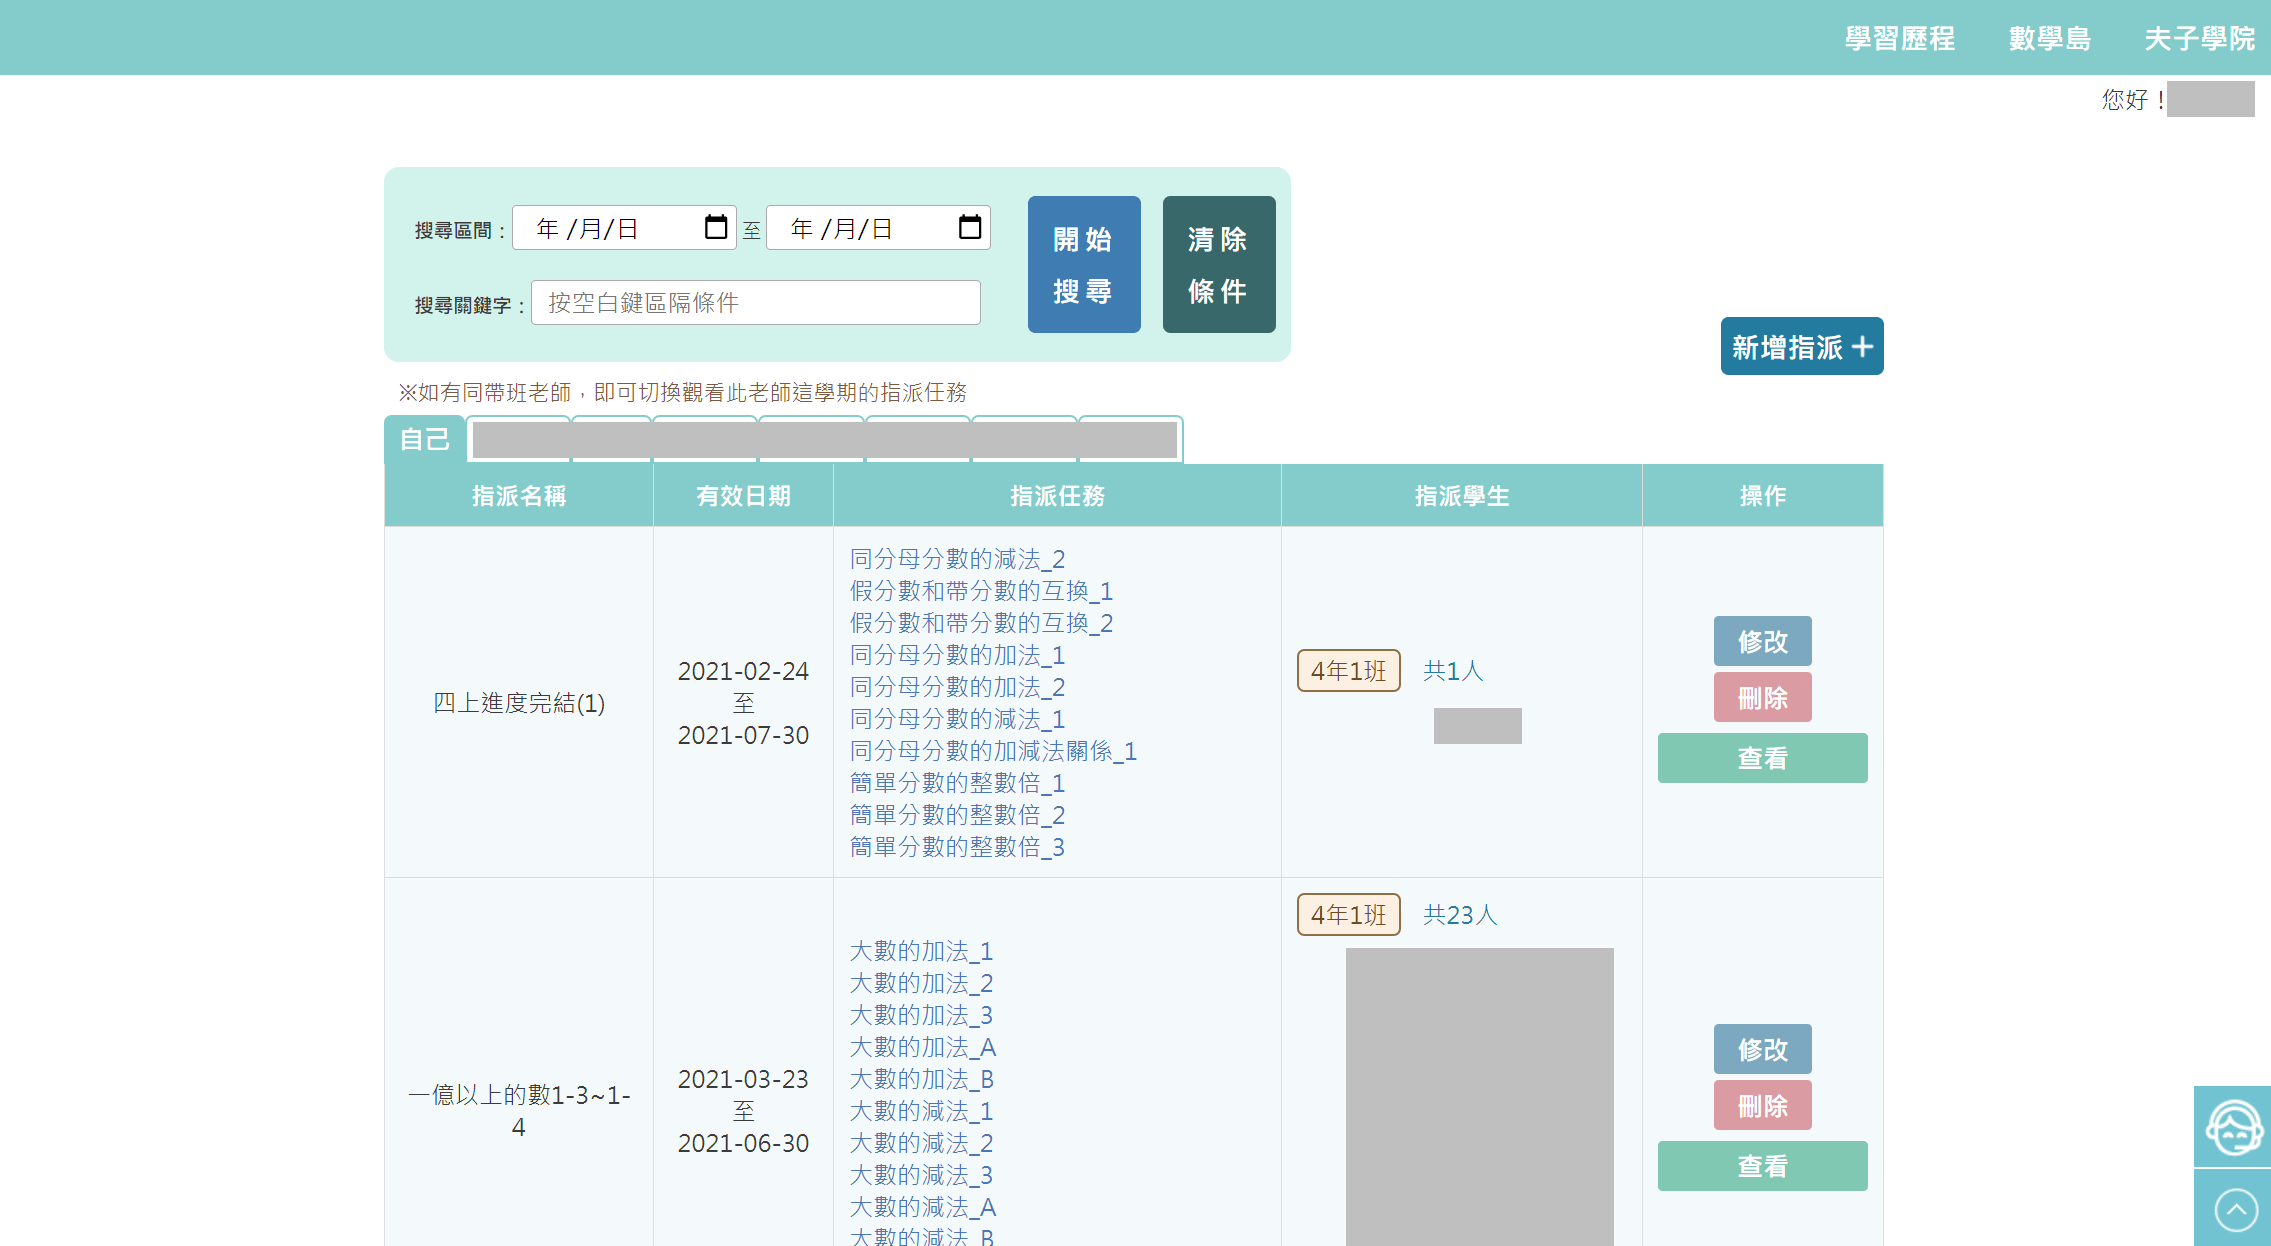 學習歷程 數學島 夫子學院
您好！
搜尋區間： 年 /月/日 至 年 /月/日
搜尋關鍵字： 按空白鍵區隔條件
開始
搜尋
清除
條件
新增指派＋
※如有同帶班老師，即可切換觀看此老師這學期的指派任務
自己
指派名稱 有效日期 指派任務 指派學生 操作
四上進度完結(1)
2021-02-24
至
2021-07-30
同分母分數的減法_2
假分數和帶分數的互換_1
假分數和帶分數的互換_2
同分母分數的加法_1
同分母分數的加法_2
同分母分數的減法_1
同分母分數的加減法關係_1
簡單分數的整數倍_1
簡單分數的整數倍_2
簡單分數的整數倍_3
4年1班 共1人
修改
刪除
查看
一億以上的數1-3~1-
4
2021-03-23
至
2021-06-30
大數的加法_1
大數的加法_2
大數的加法_3
大數的加法_A
大數的加法_B
大數的減法_1
大數的減法_2
大數的減法_3
大數的減法_A
大數的減法_B
4年1班 共23人
修改
刪除
查看